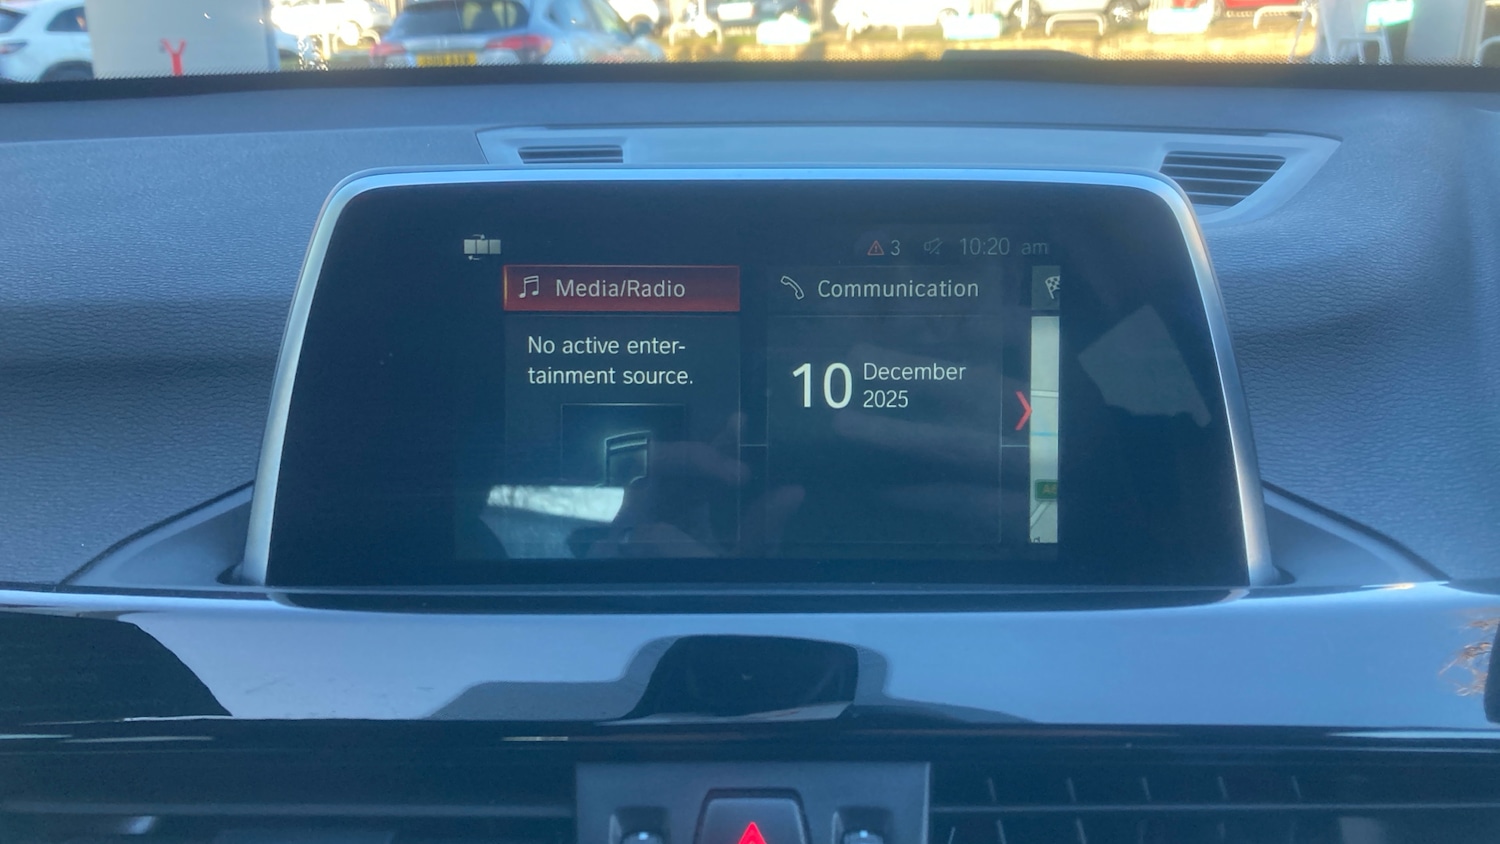 3 10:20 am
Media/Radio
Communication
No active enter-
tainment source.
10 December
2025